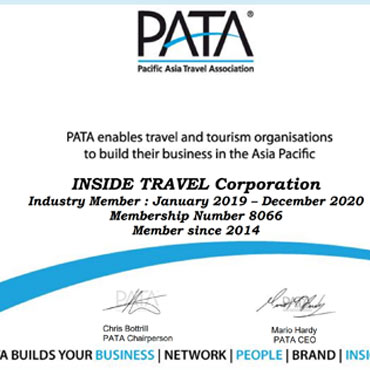 PATA®
Pacific Asia Travel Association
PATA enables travel and tourism organisations
to build their business in the Asia Pacific
INSIDE TRAVEL Corporation
Industry Member : January 2019 – December 2020
Membership Number 8066
Member since 2014
Chris Bottrill
PATA Chairperson
Mario Hardy
PATA CEO
A BUILDS YOUR BUSINESS | NETWORK | PEOPLE | BRAND | INSI